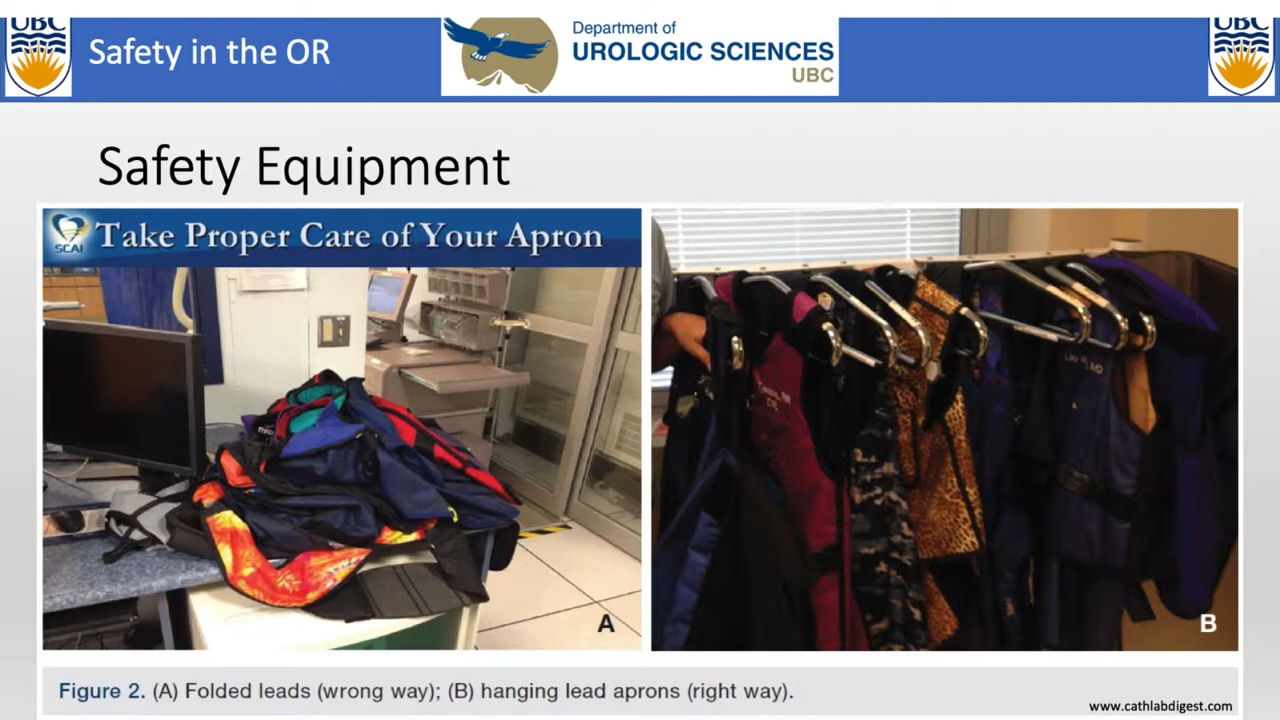 UBC
Safety in the OR
Department of
UROLOGIC SCIENCES
UBC
UBC
Safety Equipment
SCAI
Take Proper Care of Your Apron
A
B
Figure 2. (A) Folded leads (wrong way); (B) hanging lead aprons (right way).
www.cathlabdigest.com